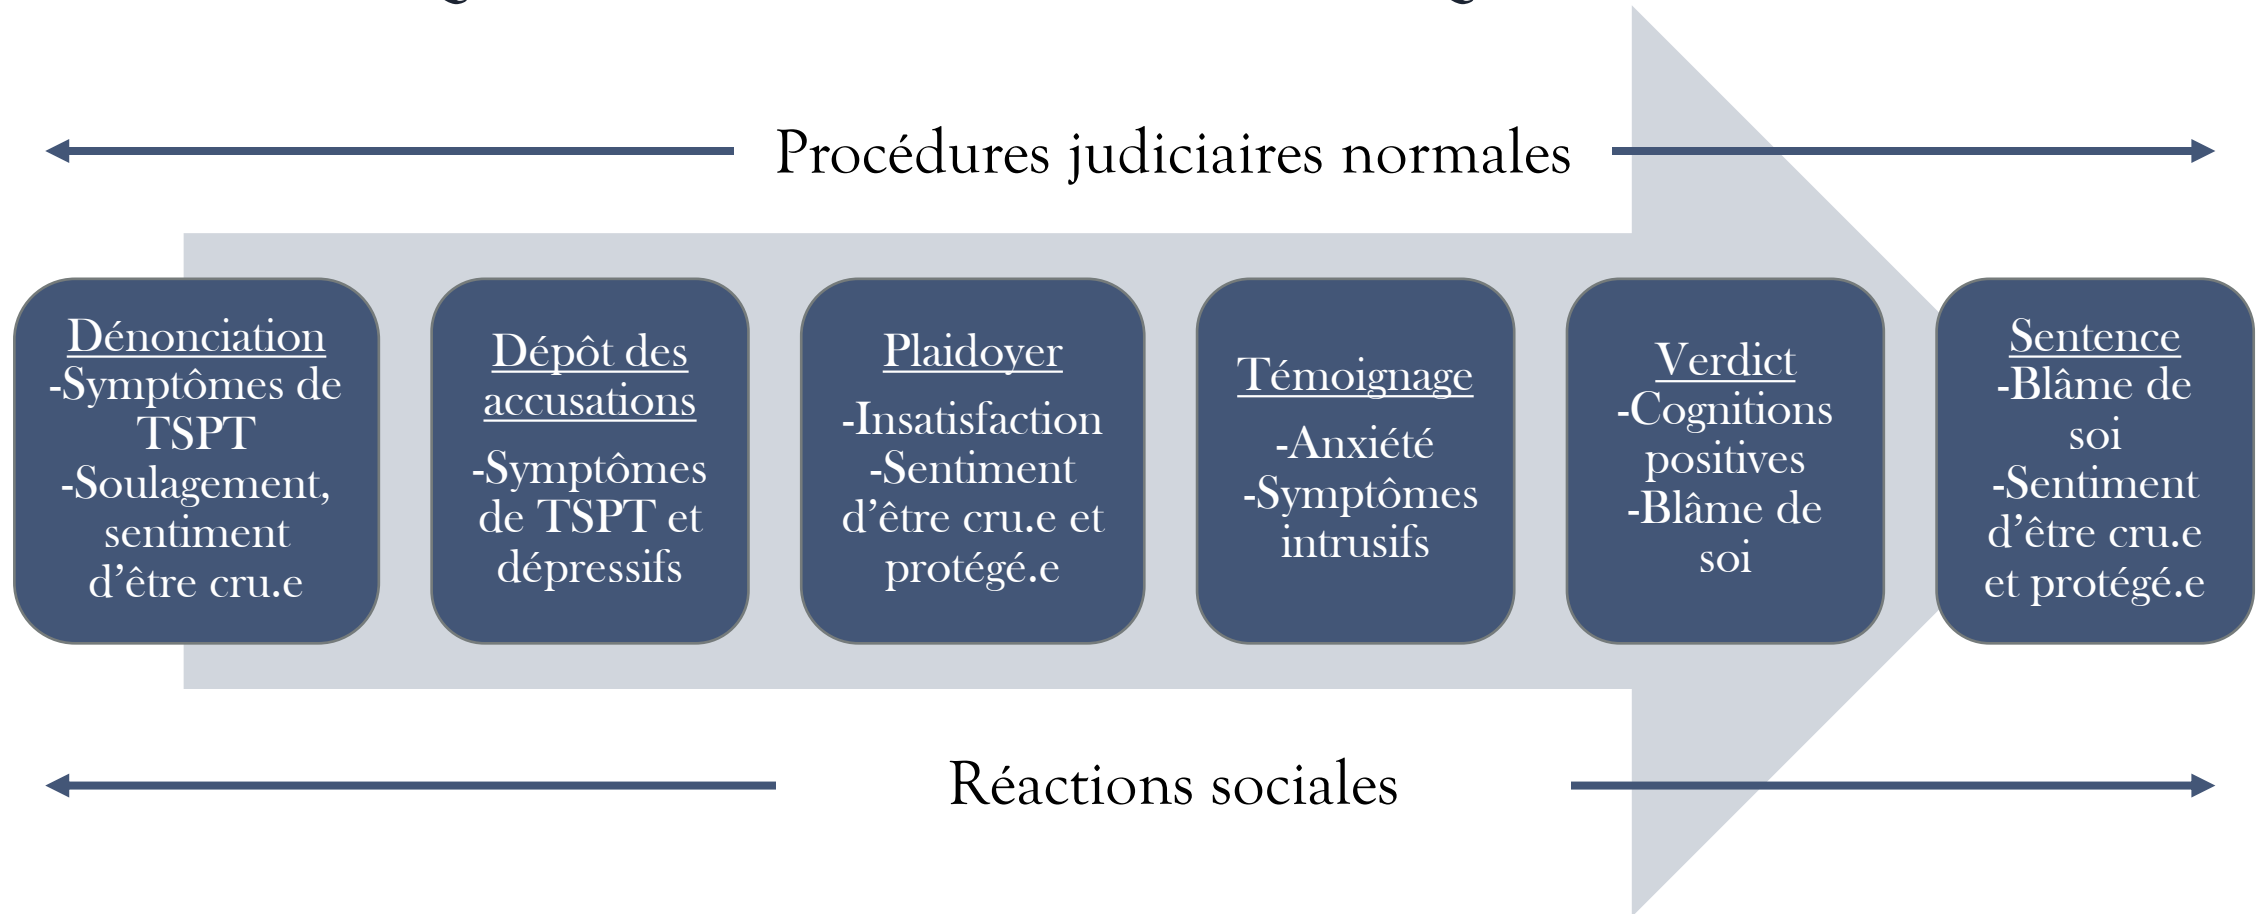 Procédures judiciaires normales
Dénonciation
-Symptômes de
TSPT
-Soulagement,
sentiment
d’être cru.e
Dépôt des
accusations
-Symptômes
de TSPT et
dépressifs
Plaidoyer
-Insatisfaction
-Sentiment
d’être cru.e et
protégé.e
Témoignage
-Anxiété
-Symptômes
intrusifs
Verdict
-Cognitions
positives
-Blâme de
soi
Sentence
-Blâme de
soi
-Sentiment
d’être cru.e
et protégé.e
Réactions sociales